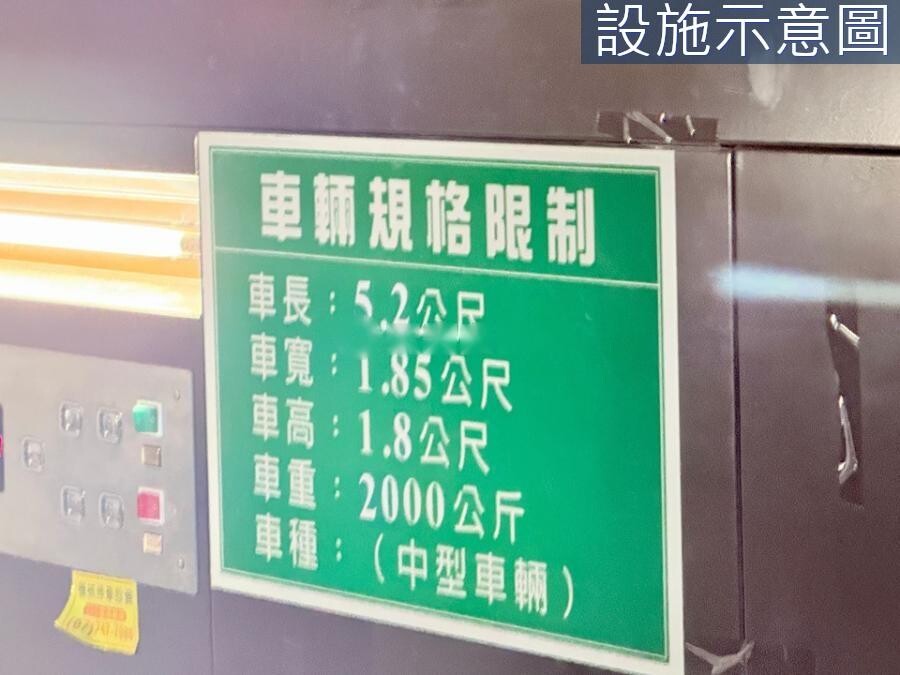 設施示意圖
車輛規格限制
車長：5.2公尺
車寬：1.85公尺
車高：1.8公尺
車重：2000公斤
車種：（中型車輛）